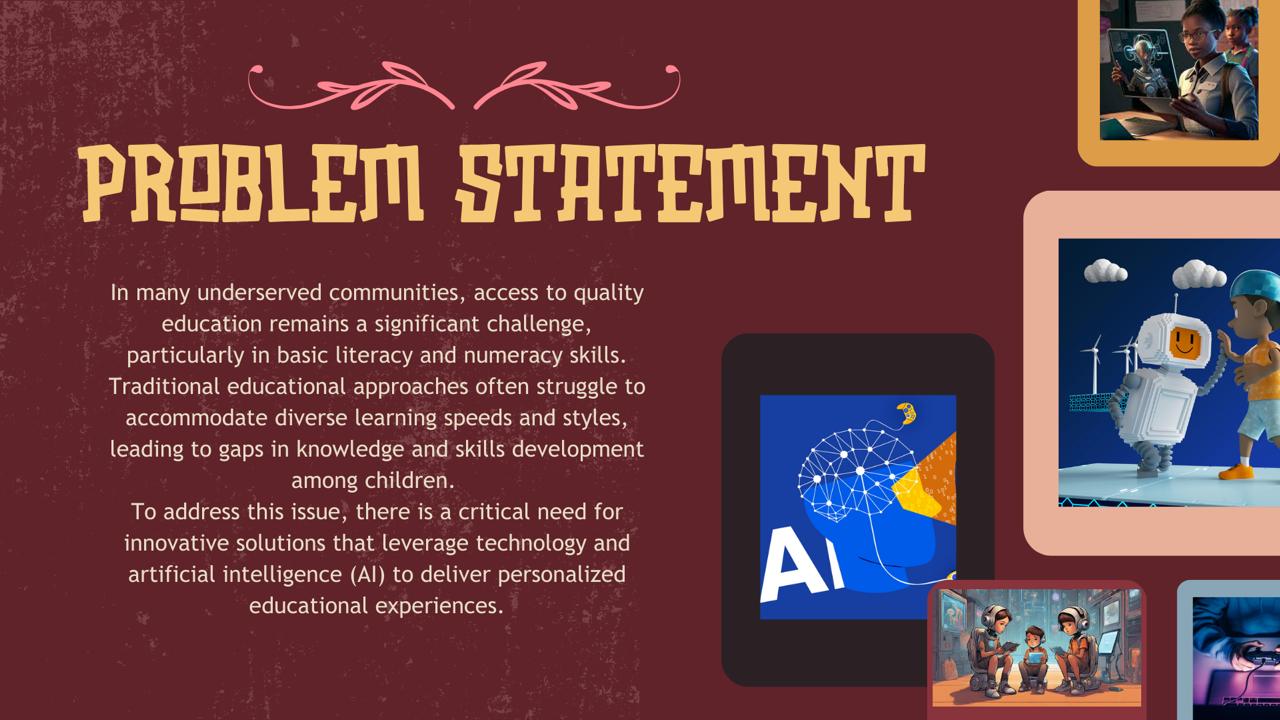 PROBLEM STATEMENT
In many underserved communities, access to quality
education remains a significant challenge,
particularly in basic literacy and numeracy skills.
Traditional educational approaches often struggle to
accommodate diverse learning speeds and styles,
leading to gaps in knowledge and skills development
among children.
To address this issue, there is a critical need for
innovative solutions that leverage technology and
artificial intelligence (AI) to deliver personalized
educational experiences.
AI